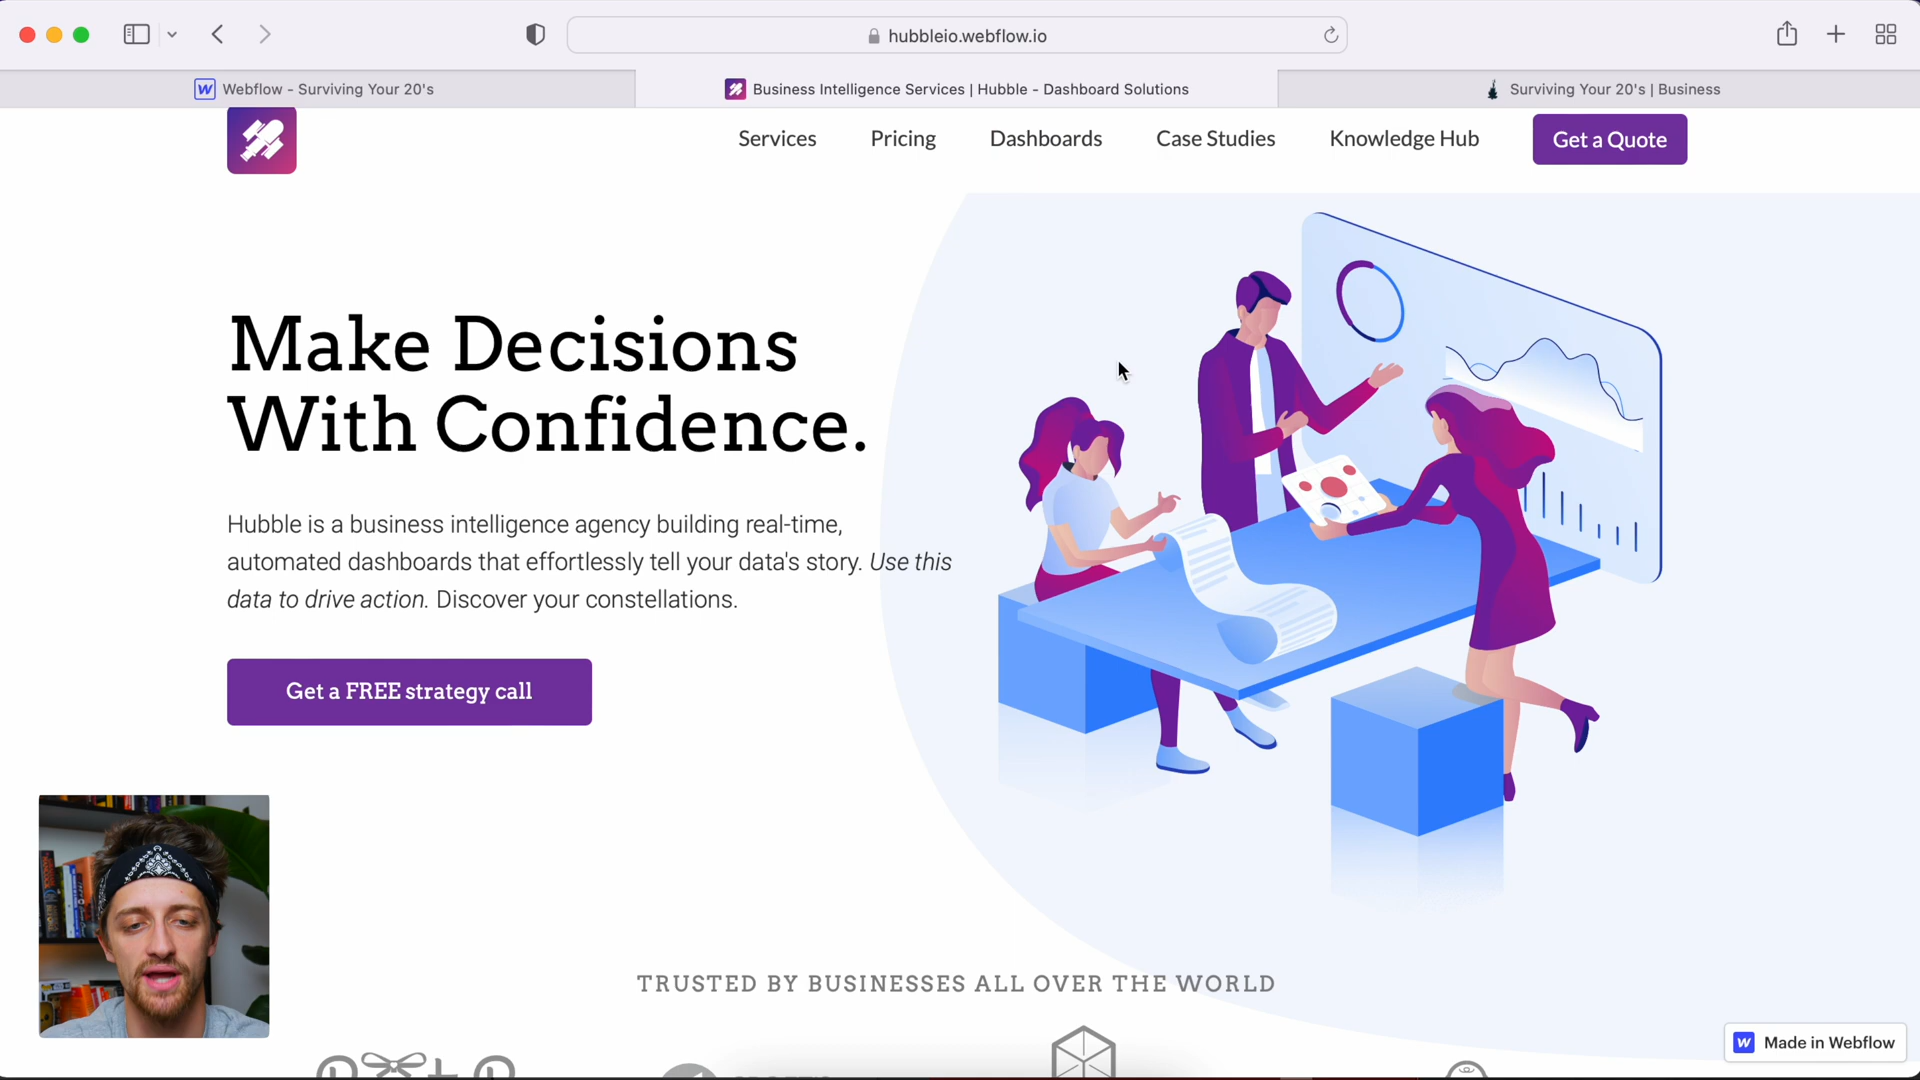 hubbleio.webflow.io
Webflow - Surviving Your 20's
Business Intelligence Services | Hubble - Dashboard Solutions
Surviving Your 20's | Business
Services
Pricing
Dashboards
Case Studies
Knowledge Hub
Get a Quote
Make Decisions
With Confidence.
Hubble is a business intelligence agency building real-time,
automated dashboards that effortlessly tell your data's story. Use this
data to drive action. Discover your constellations.
Get a FREE strategy call
TRUSTED BY BUSINESSES ALL OVER THE WORLD
Made in Webflow